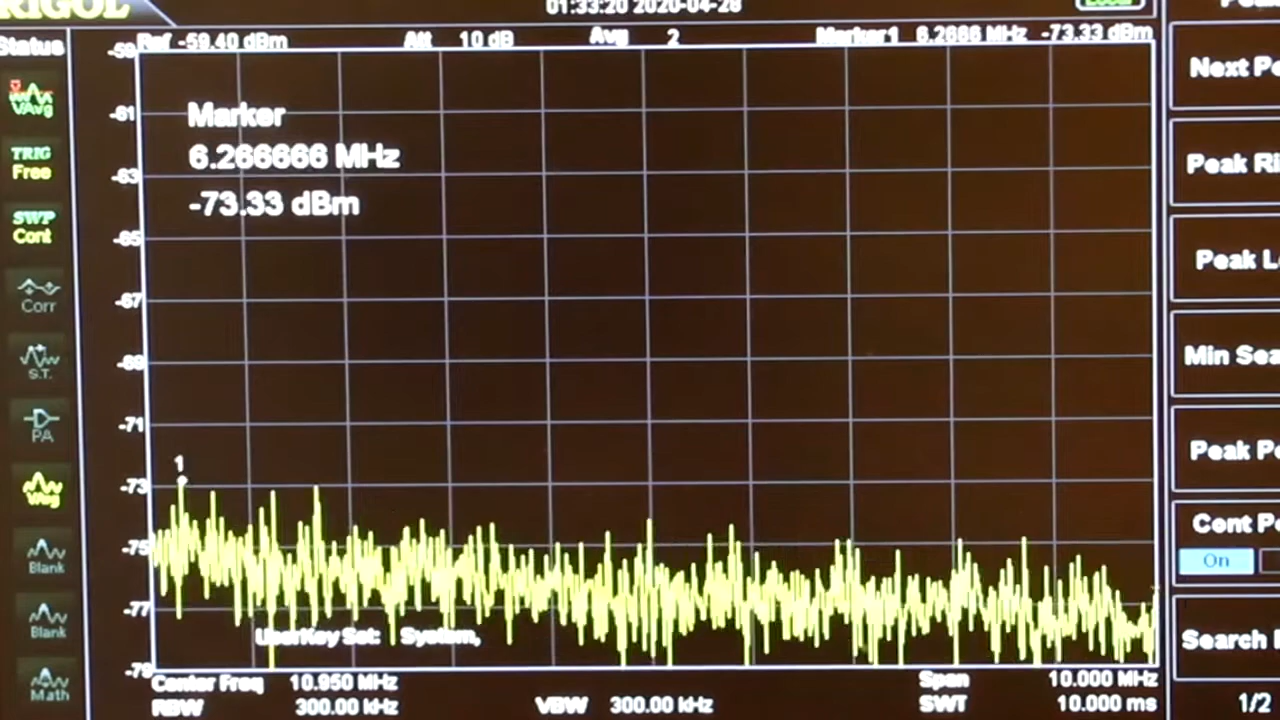 RIGOL
01:33:20 2020-04-28
Local
Status
Ref -59.40 dBm Att 10 dB Avg 2 Marker1 6.2666 MHz -73.33 dBm
Marker
6.266666 MHz
-73.33 dBm
-59
-61
-63
-65
-67
-69
-71
-73
-75
-77
-79
1
VAvg
TRIG
Free
SWP
Cont
Corr
S.T.
PA
VAvg
Blank
Blank
Math
UserKey Set: System,
Center Freq 10.950 MHz Span 10.000 MHz
RBW 300.00 kHz VBW 300.00 kHz SWT 10.000 ms
Next Pe
Peak Ri
Peak Le
Min Sea
Peak Pe
Cont Pe
On
Search
1/2